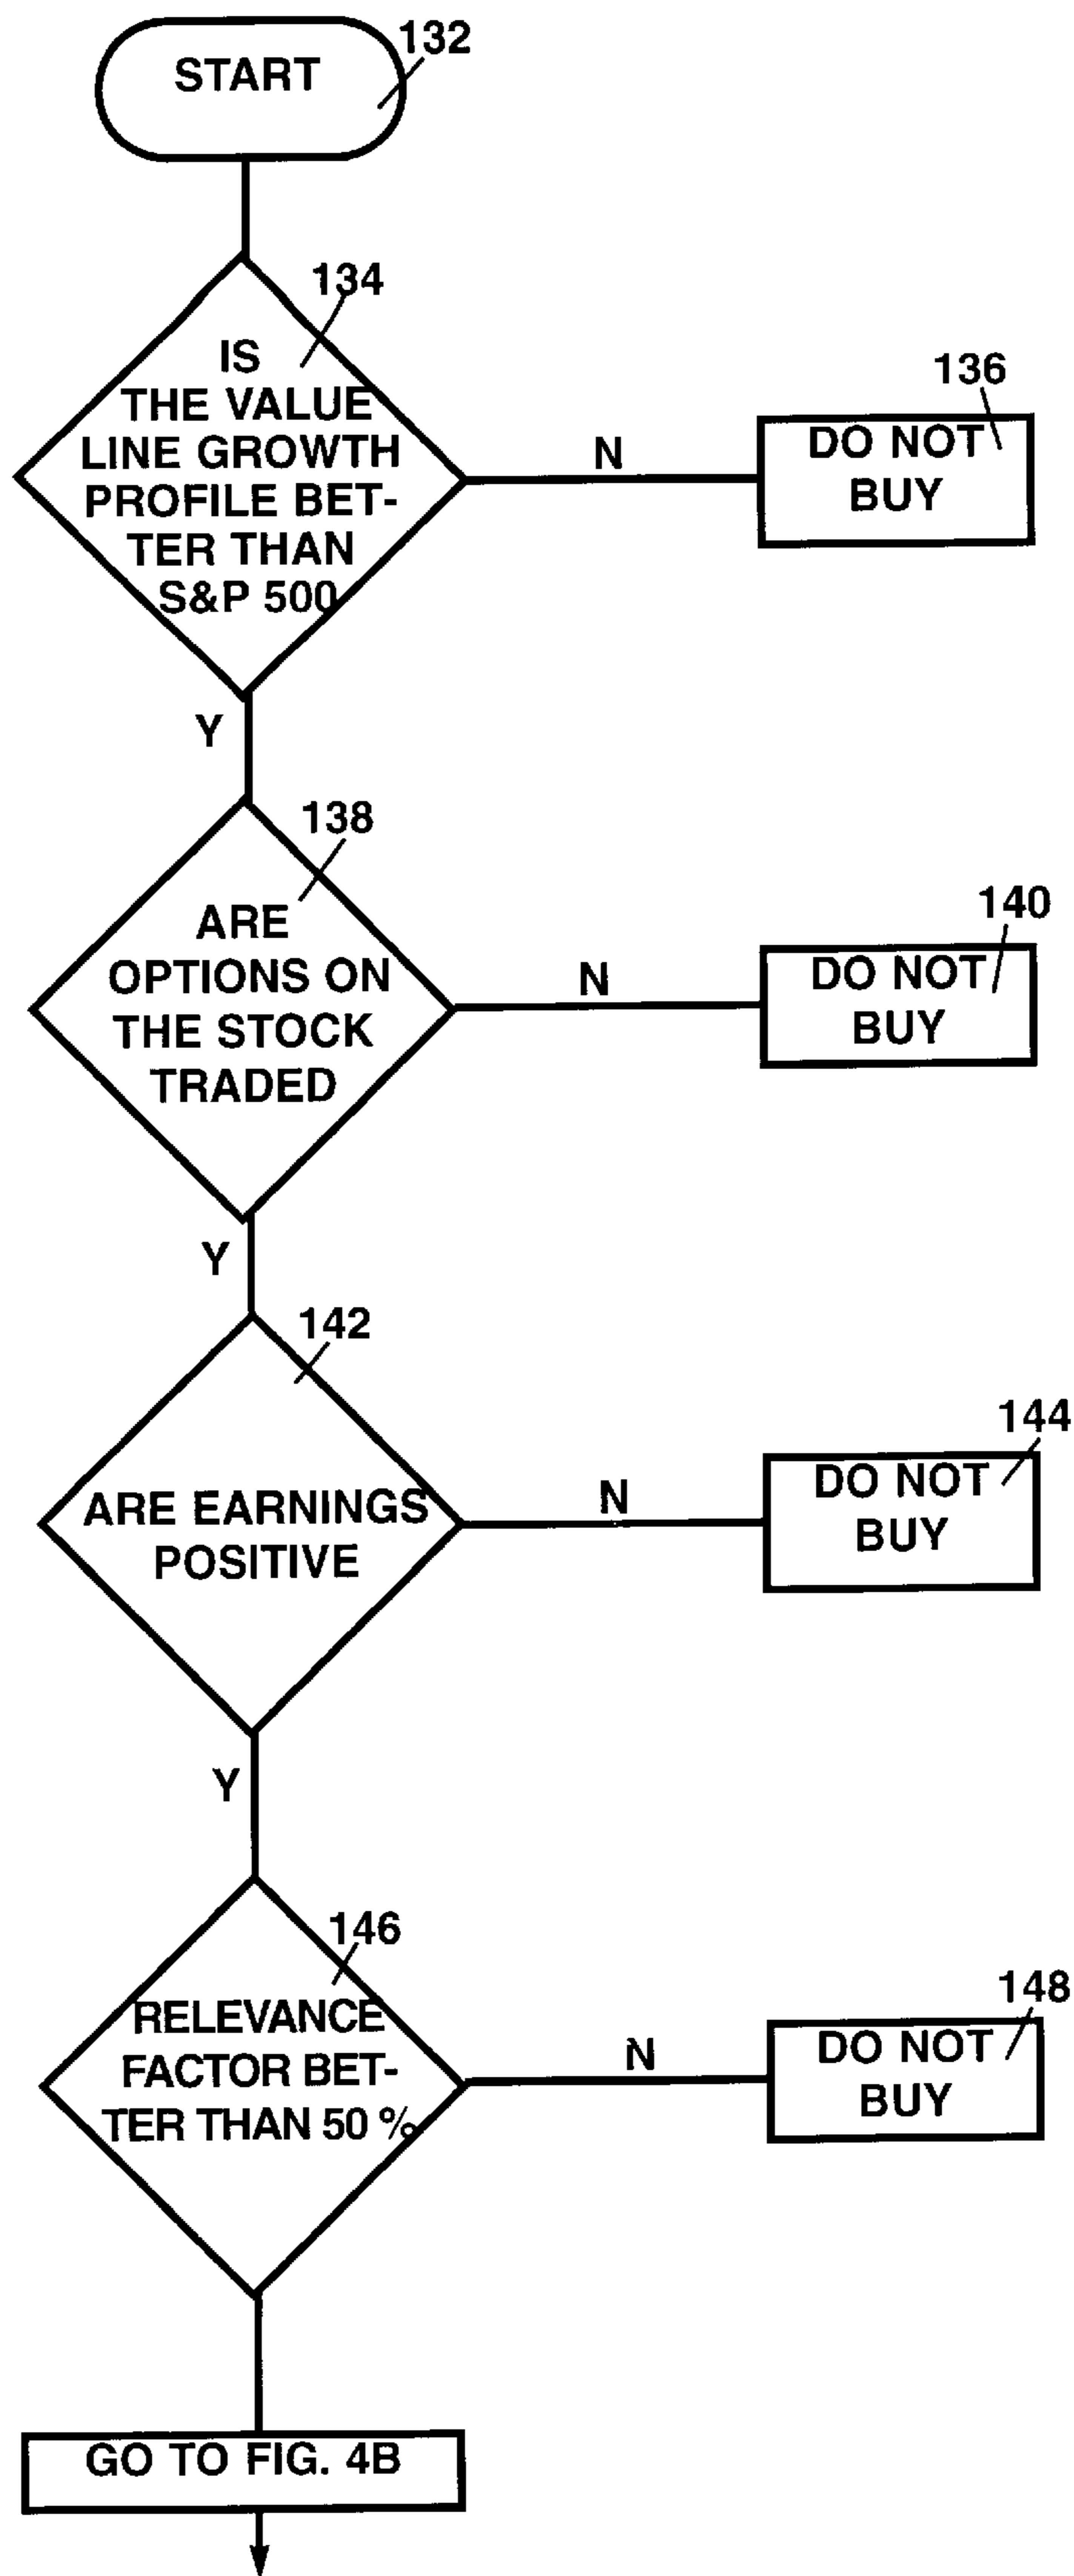 132
START
134
IS
THE VALUE
LINE GROWTH
PROFILE BET-
TER THAN
S&P 500
N
136
DO NOT
BUY
Y
138
ARE
OPTIONS ON
THE STOCK
TRADED
N
140
DO NOT
BUY
Y
142
ARE EARNINGS
POSITIVE
N
144
DO NOT
BUY
Y
146
RELEVANCE
FACTOR BET-
TER THAN 50 %
N
148
DO NOT
BUY
GO TO FIG. 4B